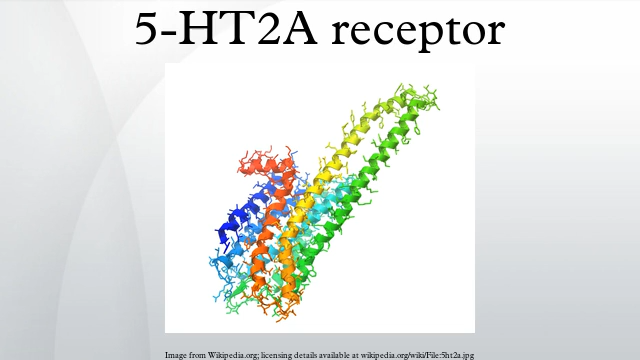 5-HT2A receptor
Image from Wikipedia.org; licensing details available at wikipedia.org/wiki/File:5ht2a.jpg